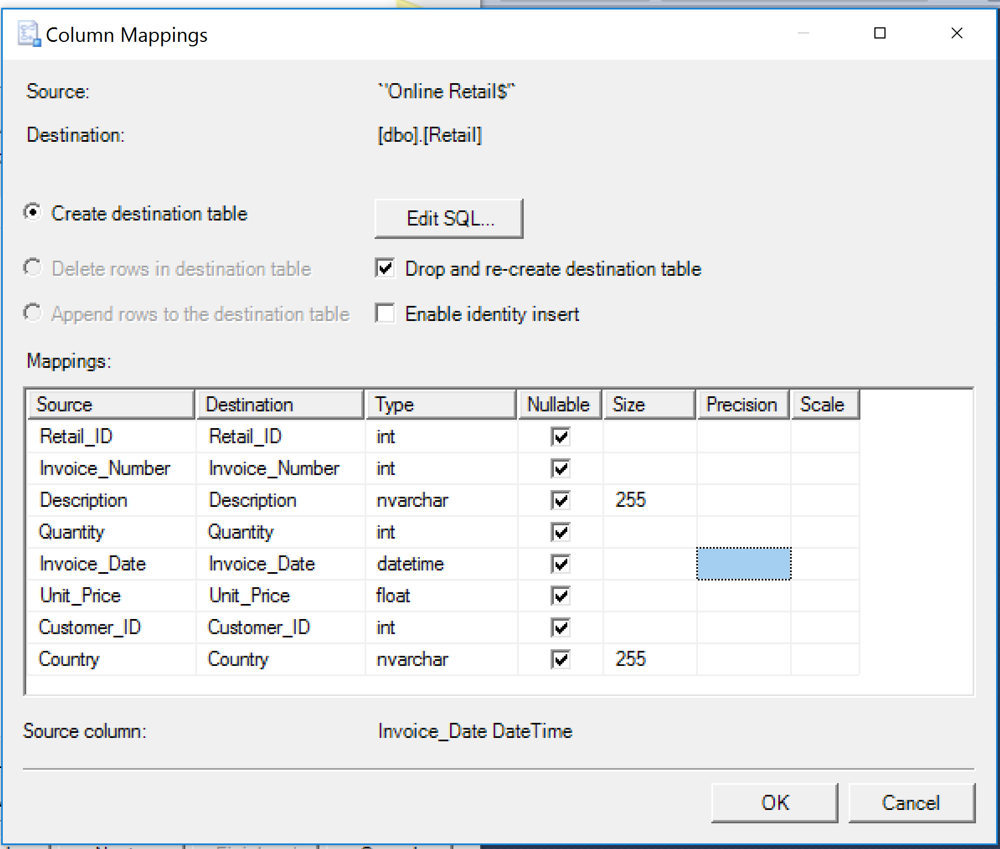 Column Mappings
Source: `'Online Retail$'`
Destination: [dbo].[Retail]
Create destination table Edit SQL...
Delete rows in destination table Drop and re-create destination table
Append rows to the destination table Enable identity insert
Mappings:
Source Destination Type Nullable Size Precision Scale
Retail_ID Retail_ID int
Invoice_Number Invoice_Number int
Description Description nvarchar 255
Quantity Quantity int
Invoice_Date Invoice_Date datetime
Unit_Price Unit_Price float
Customer_ID Customer_ID int
Country Country nvarchar 255
Source column: Invoice_Date DateTime
OK Cancel